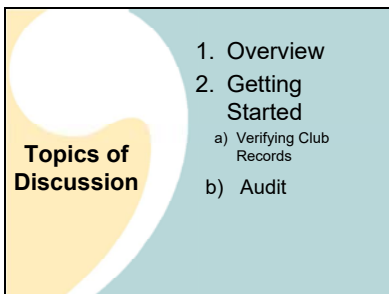 Topics of
Discussion
1. Overview
2. Getting
Started
a) Verifying Club
Records
b) Audit